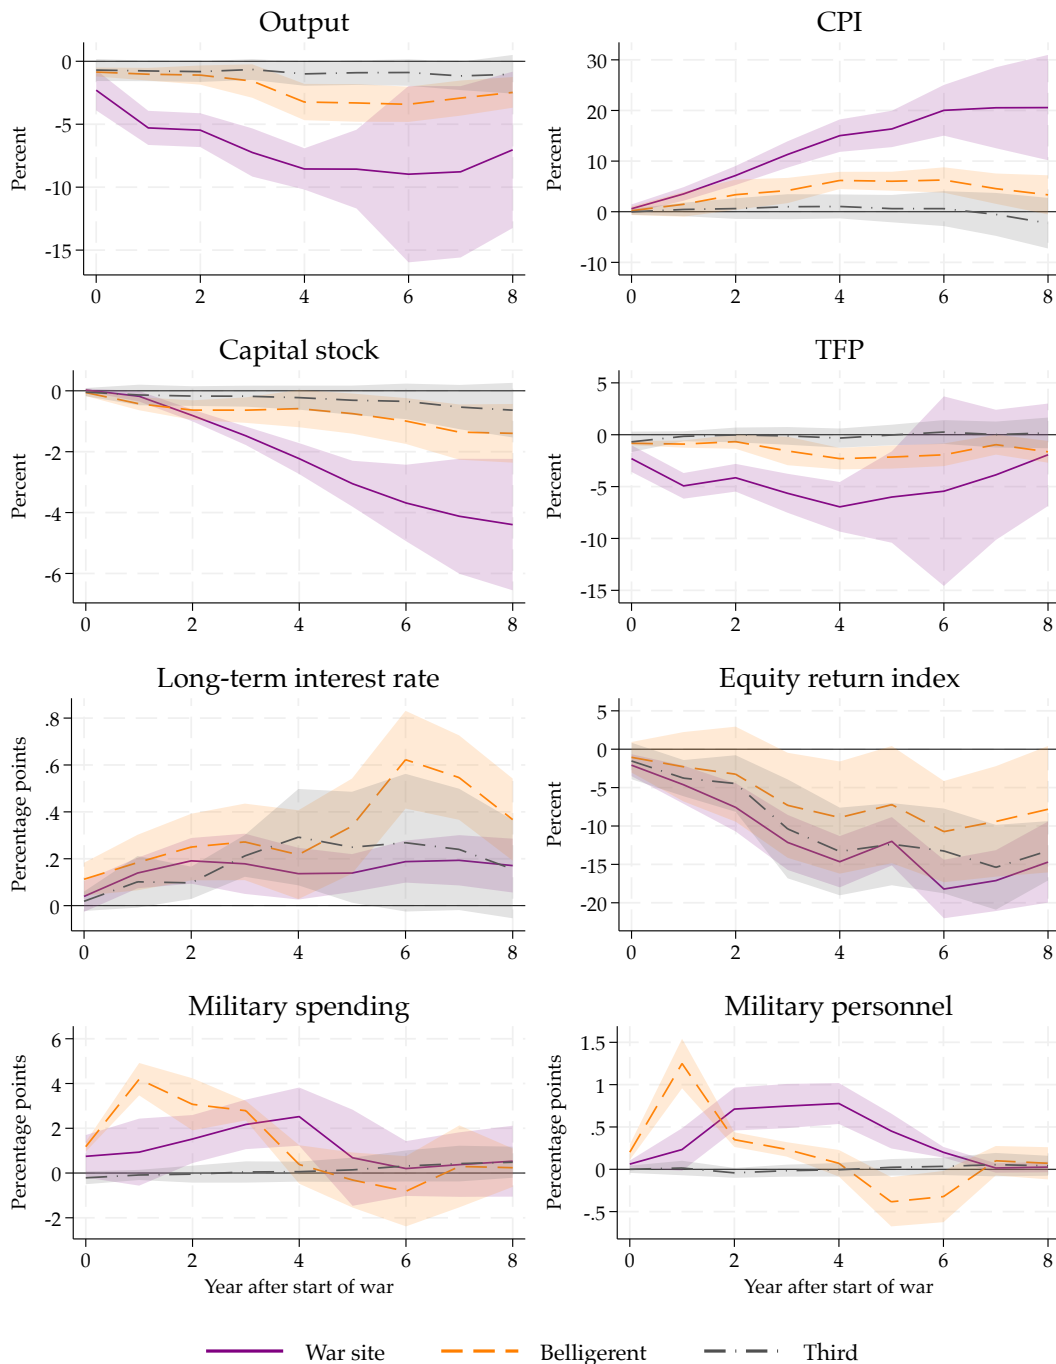 Output
CPI
Percent
0
-5
-10
-15
0 2 4 6 8
Percent
30
20
10
0
-10
0 2 4 6 8
Capital stock
TFP
Percent
0
-2
-4
-6
0 2 4 6 8
Percent
5
0
-5
-10
-15
0 2 4 6 8
Long-term interest rate
Equity return index
Percentage points
.8
.6
.4
.2
0
0 2 4 6 8
Percent
5
0
-5
-10
-15
-20
0 2 4 6 8
Military spending
Military personnel
Percentage points
6
4
2
0
-2
0 2 4 6 8
Year after start of war
Percentage points
1.5
1
.5
0
-.5
0 2 4 6 8
Year after start of war
War site Belligerent Third